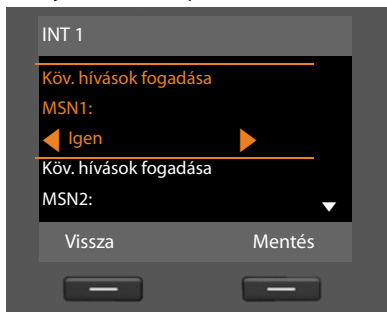 INT 1
Köv. hívások fogadása
MSN1:
Igen
Köv. hívások fogadása
MSN2:
Vissza Mentés